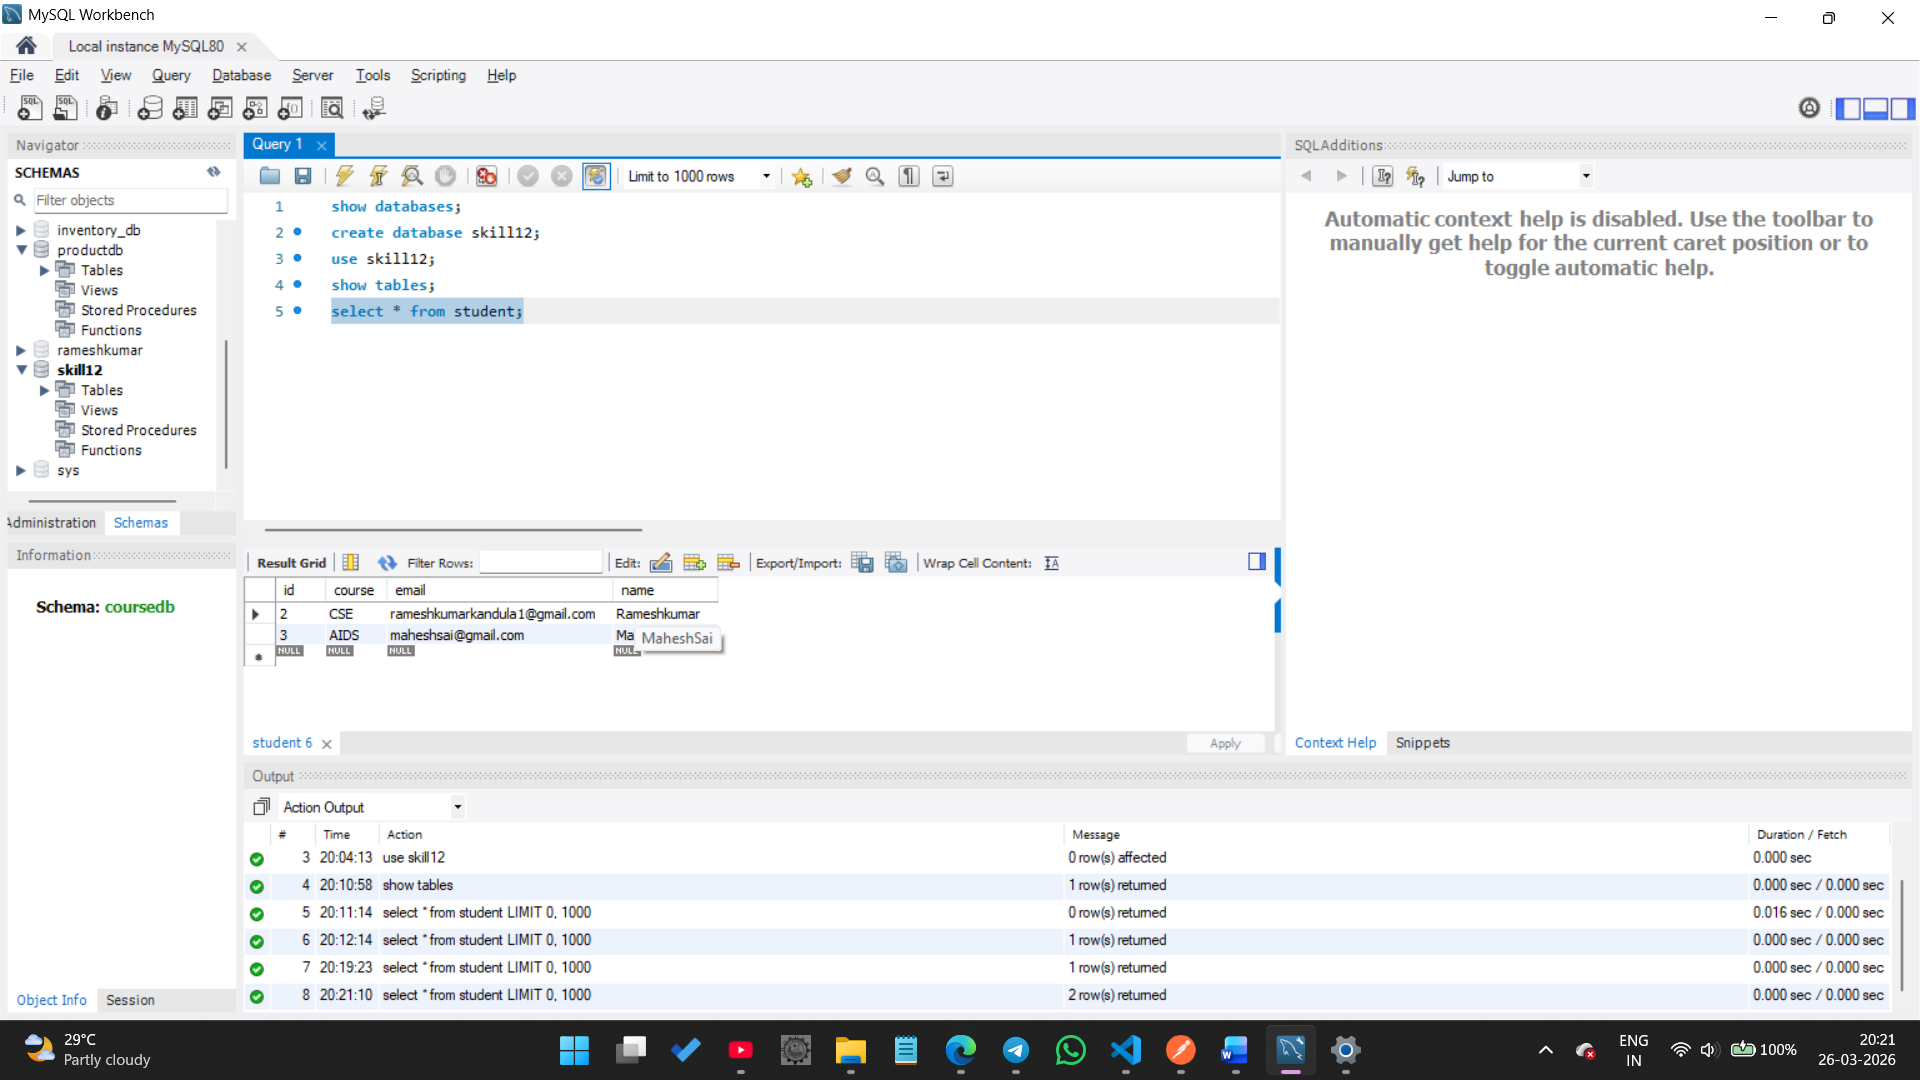 MySQL Workbench
Local instance MySQL80
File Edit View Query Database Server Tools Scripting Help
Navigator
SCHEMAS
Filter objects
inventory_db
productdb
Tables
Views
Stored Procedures
Functions
rameshkumar
skill12
Tables
Views
Stored Procedures
Functions
sys
Administration Schemas
Information
Schema: coursedb
Object Info Session
Query 1
Limit to 1000 rows
1 show databases;
2 create database skill12;
3 use skill12;
4 show tables;
5 select * from student;
Result Grid Filter Rows: Edit: Export/Import: Wrap Cell Content:
id course email name
2 CSE rameshkumarkandula1@gmail.com Rameshkumar
3 AIDS maheshsai@gmail.com Ma
MaheshSai
NULL NULL NULL NULL
student 6
Apply
SQLAdditions
Jump to
Automatic context help is disabled. Use the toolbar to
manually get help for the current caret position or to
toggle automatic help.
Context Help Snippets
Output
Action Output
# Time Action Message Duration / Fetch
3 20:04:13 use skill12 0 row(s) affected 0.000 sec
4 20:10:58 show tables 1 row(s) returned 0.000 sec / 0.000 sec
5 20:11:14 select * from student LIMIT 0, 1000 0 row(s) returned 0.016 sec / 0.000 sec
6 20:12:14 select * from student LIMIT 0, 1000 1 row(s) returned 0.000 sec / 0.000 sec
7 20:19:23 select * from student LIMIT 0, 1000 1 row(s) returned 0.000 sec / 0.000 sec
8 20:21:10 select * from student LIMIT 0, 1000 2 row(s) returned 0.000 sec / 0.000 sec
29°C
Partly cloudy
ENG
IN
100%
20:21
26-03-2026